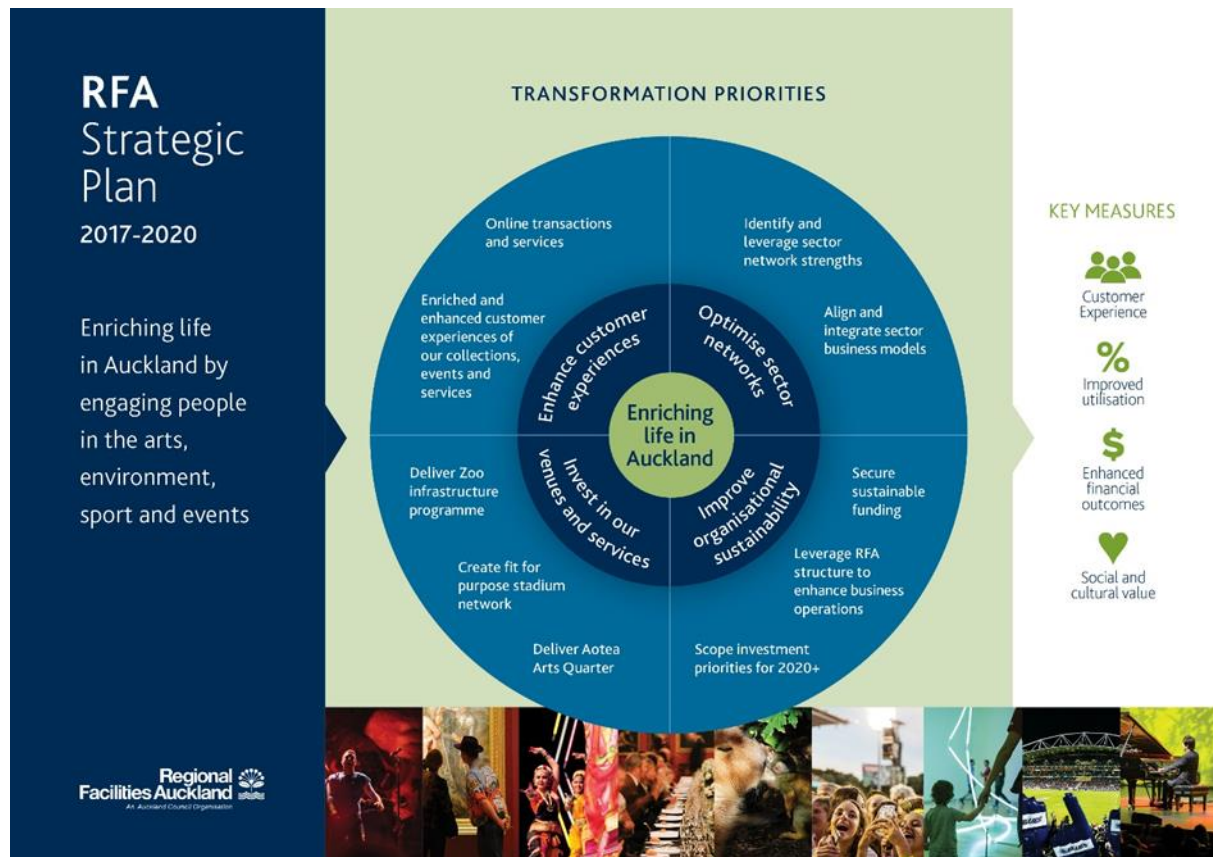 RFA
Strategic
Plan
2017-2020
Enriching life
in Auckland by
engaging people
in the arts,
environment,
sport and events
Regional
Facilities Auckland
An Auckland Council Organisation
TRANSFORMATION PRIORITIES
Online transactions
and services
Enriched and
enhanced customer
experiences of
our collections,
events and
services
Enhance customer
experiences
Identify and
leverage sector
network strengths
Align and
integrate sector
business models
Optimise sector
networks
Enriching
life in
Auckland
Deliver Zoo
infrastructure
programme
Create fit for
purpose stadium
network
Deliver Aotea
Arts Quarter
Invest in our
venues and services
Secure
sustainable
funding
Leverage RFA
structure to
enhance business
operations
Scope investment
priorities for 2020+
Improve
organisational
sustainability
KEY MEASURES
Customer
Experience
%
Improved
utilisation
$
Enhanced
financial
outcomes
Social and
cultural value